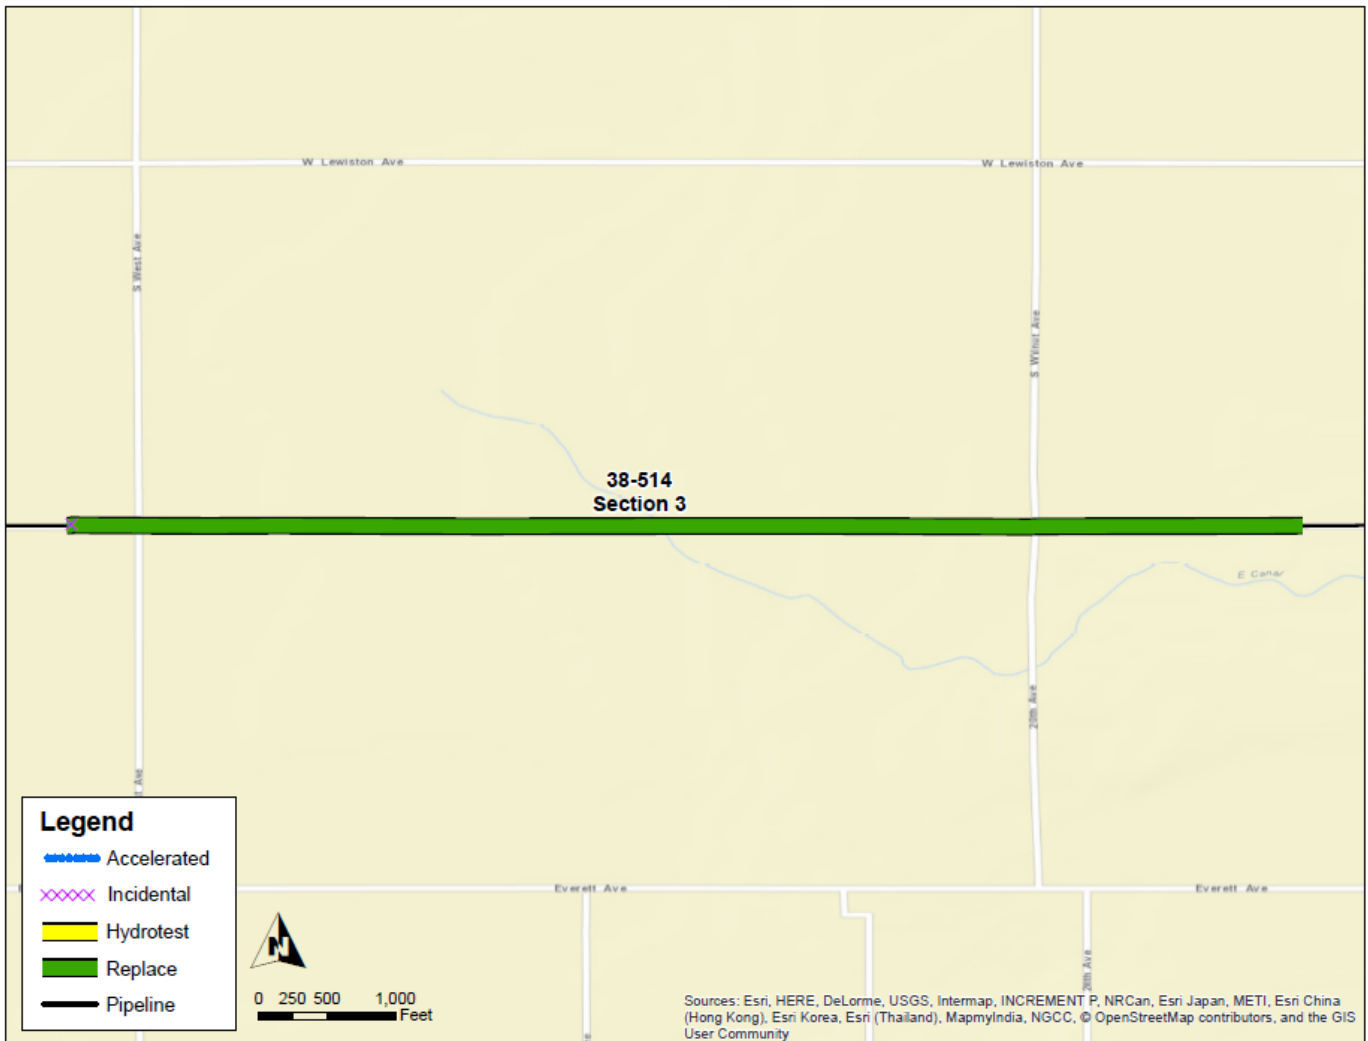 W Lewiston Ave
W Lewiston Ave
S West Ave
S Wilnut Ave
38-514
Section 3
E Canal
20th Ave
Legend
Accelerated
Incidental
Hydrotest
Replace
Pipeline
t Ave
Everett Ave
Everett Ave
N
0 250 500 1,000
Feet
Sources: Esri, HERE, DeLorme, USGS, Intermap, INCREMENT P, NRCan, Esri Japan, METI, Esri China
(Hong Kong), Esri Korea, Esri (Thailand), MapmyIndia, NGCC, © OpenStreetMap contributors, and the GIS
User Community